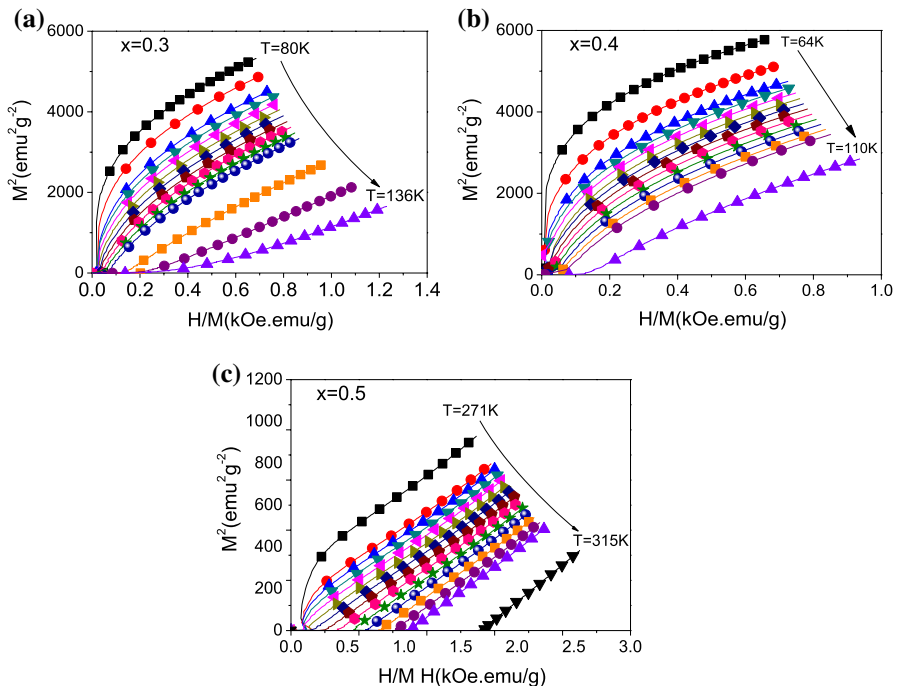 (a)
x=0.3
T=80K
T=136K
6000
4000
2000
0
M²(emu²g⁻²)
0.0 0.2 0.4 0.6 0.8 1.0 1.2 1.4
H/M(kOe.emu/g)
(b)
x=0.4
T=64K
T=110K
6000
4000
2000
0
M²(emu²g⁻²)
0.0 0.2 0.4 0.6 0.8 1.0
H/M(kOe.emu/g)
(c)
x=0.5
T=271K
T=315K
1200
1000
800
600
400
200
0
M²(emu²g⁻²)
0.0 0.5 1.0 1.5 2.0 2.5 3.0
H/M H(kOe.emu/g)